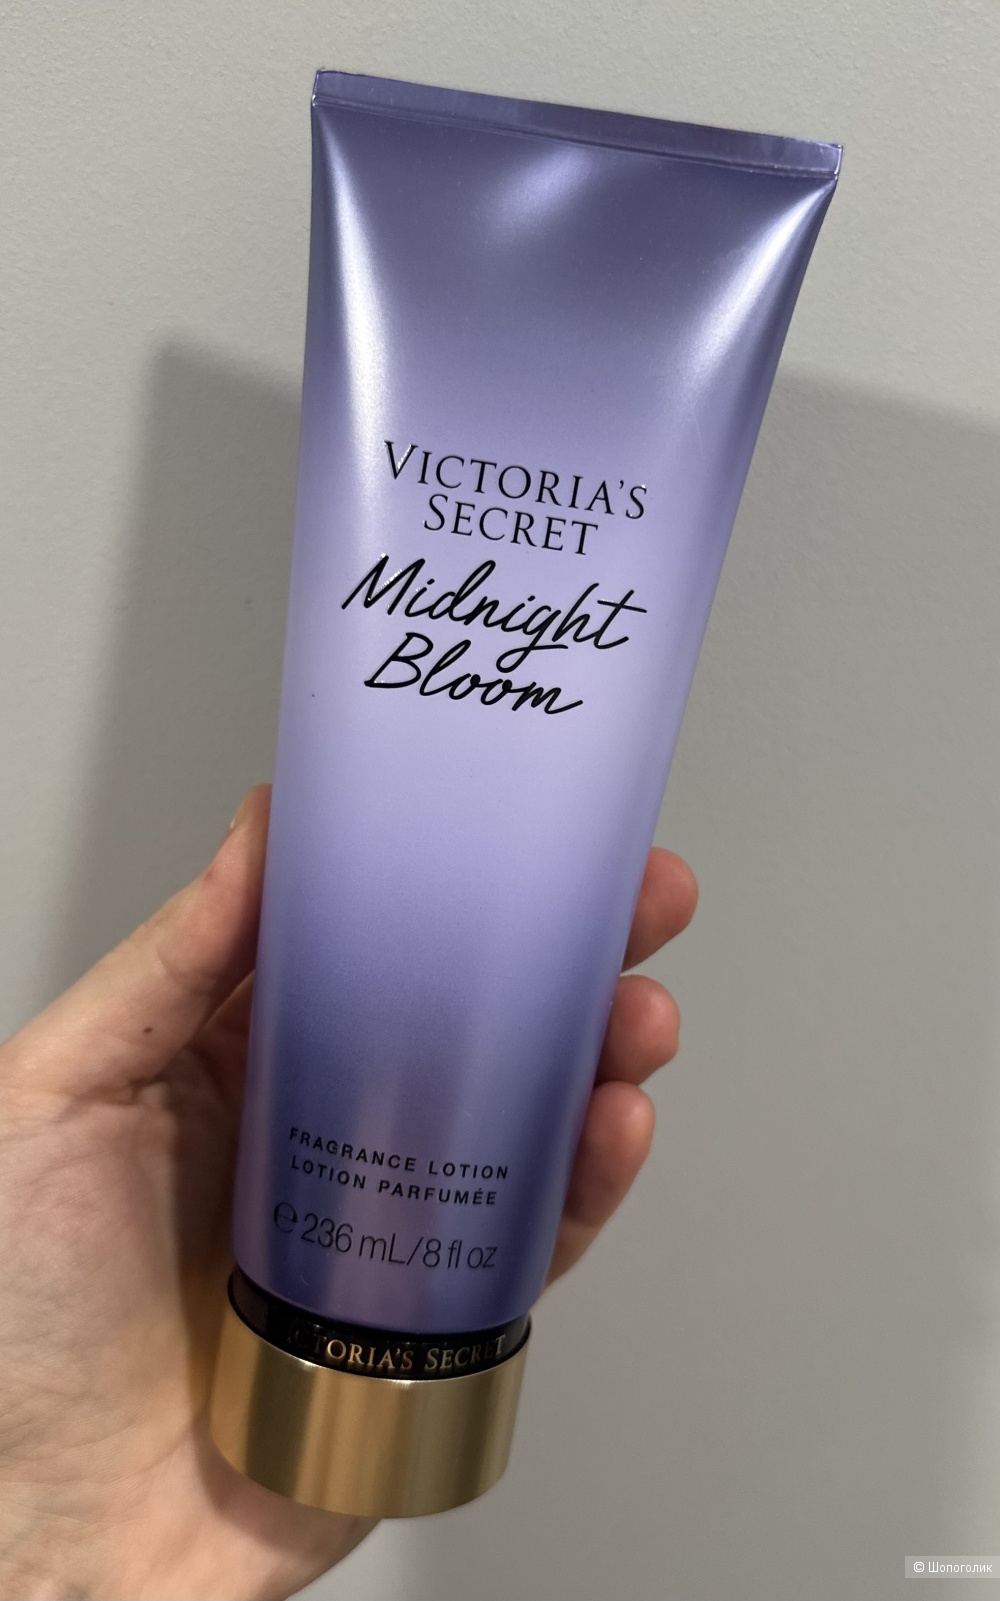 VICTORIA'S
SECRET
Midnight
Bloom
FRAGRANCE LOTION
LOTION PARFUMÉE
℮ 236 mL/8 fl oz
TORIA'S SECRET
© Шопоголик